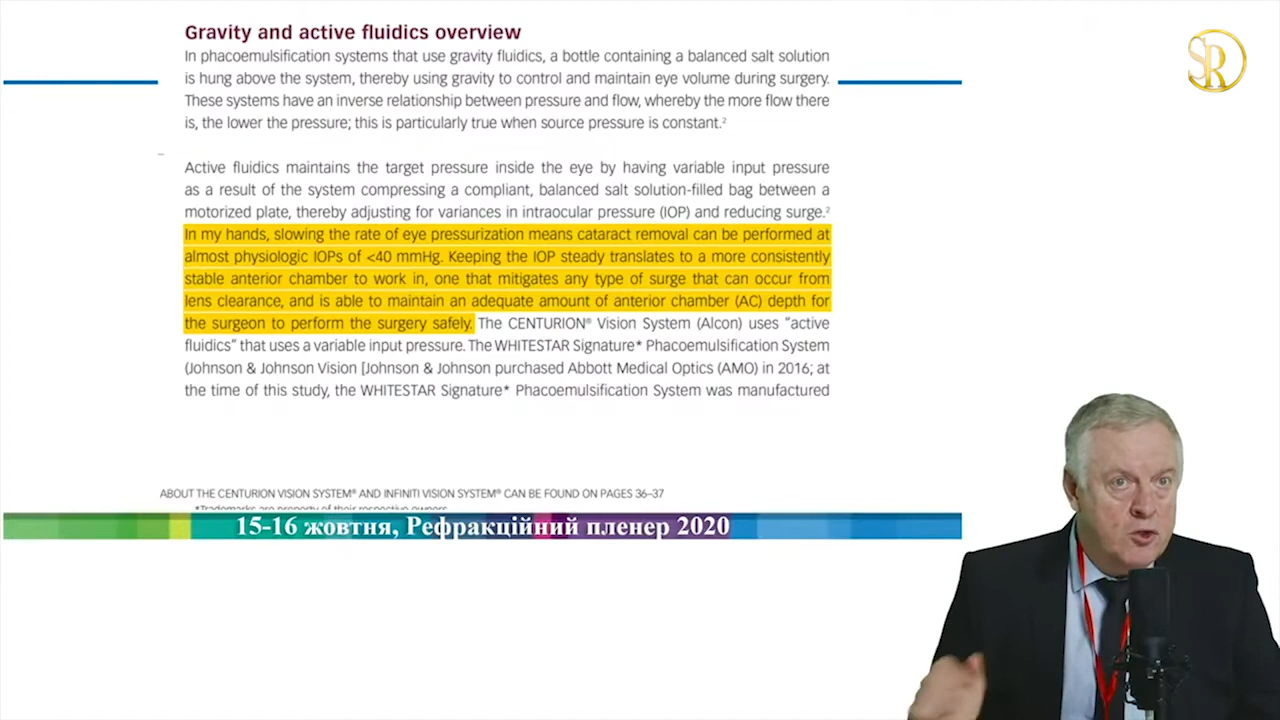 Gravity and active fluidics overview
In phacoemulsification systems that use gravity fluidics, a bottle containing a balanced salt solution
is hung above the system, thereby using gravity to control and maintain eye volume during surgery.
These systems have an inverse relationship between pressure and flow, whereby the more flow there
is, the lower the pressure; this is particularly true when source pressure is constant.²
Active fluidics maintains the target pressure inside the eye by having variable input pressure
as a result of the system compressing a compliant, balanced salt solution-filled bag between a
motorized plate, thereby adjusting for variances in intraocular pressure (IOP) and reducing surge.²
In my hands, slowing the rate of eye pressurization means cataract removal can be performed at
almost physiologic IOPs of <40 mmHg. Keeping the IOP steady translates to a more consistently
stable anterior chamber to work in, one that mitigates any type of surge that can occur from
lens clearance, and is able to maintain an adequate amount of anterior chamber (AC) depth for
the surgeon to perform the surgery safely. The CENTURION® Vision System (Alcon) uses “active
fluidics” that uses a variable input pressure. The WHITESTAR Signature* Phacoemulsification System
(Johnson & Johnson Vision [Johnson & Johnson purchased Abbott Medical Optics (AMO) in 2016; at
the time of this study, the WHITESTAR Signature* Phacoemulsification System was manufactured
ABOUT THE CENTURION VISION SYSTEM® AND INFINITI VISION SYSTEM® CAN BE FOUND ON PAGES 36–37
*Trademarks are property of their respective owners
15-16 жовтня, Рефракційний пленер 2020
SR